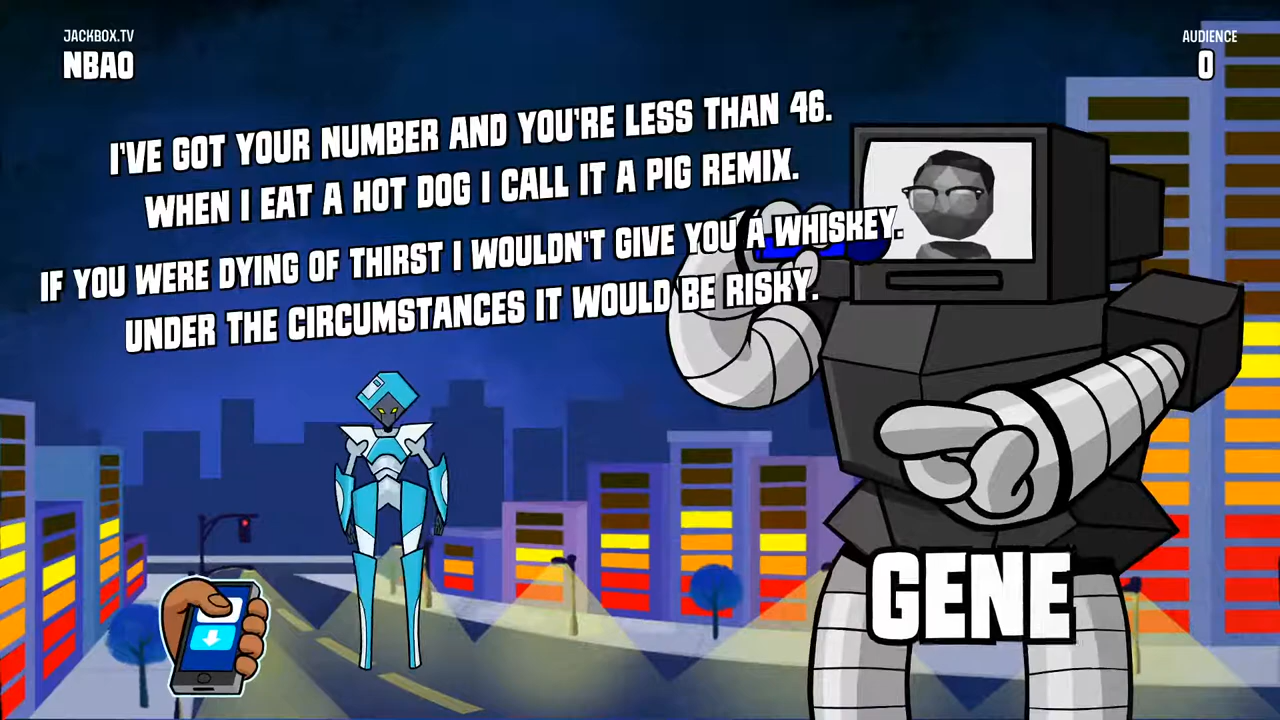 JACKBOX.TV
NBAO
AUDIENCE
0
I'VE GOT YOUR NUMBER AND YOU'RE LESS THAN 46.
WHEN I EAT A HOT DOG I CALL IT A PIG REMIX.
IF YOU WERE DYING OF THIRST I WOULDN'T GIVE YOU A WHISKEY.
UNDER THE CIRCUMSTANCES IT WOULD BE RISKY.
GENE